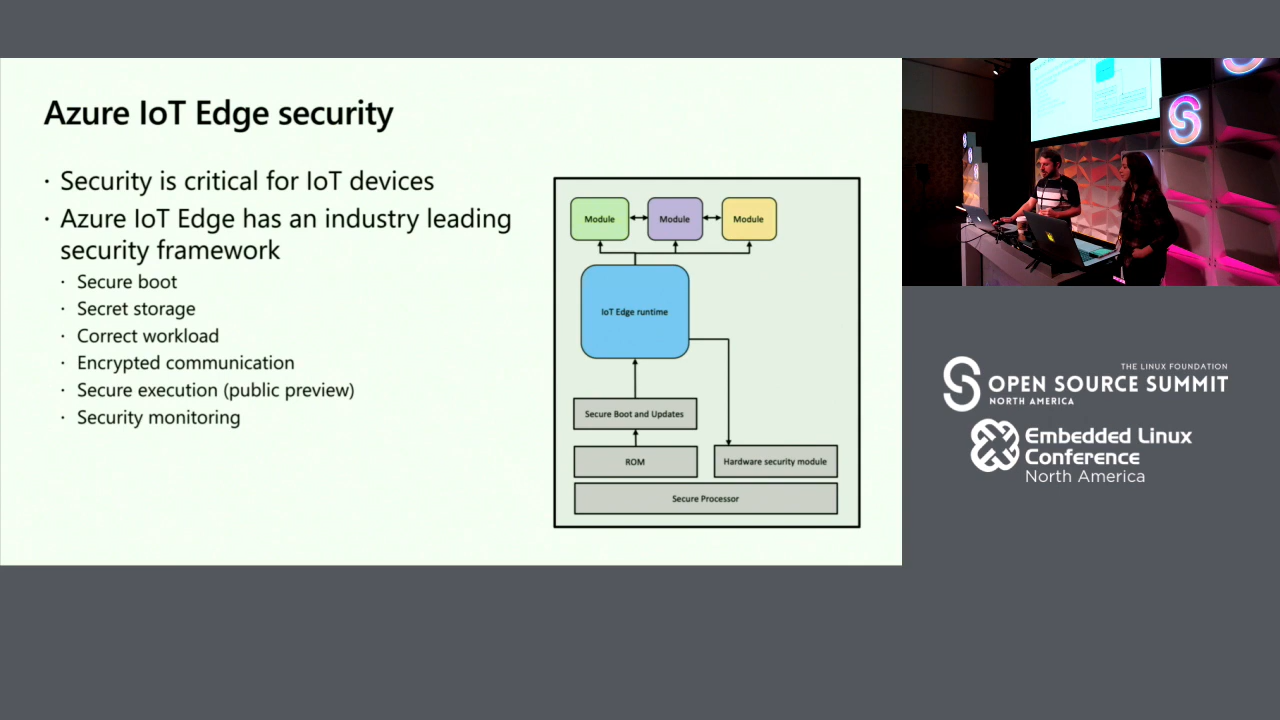 Azure IoT Edge security
· Security is critical for IoT devices
· Azure IoT Edge has an industry leading
security framework
· Secure boot
· Secret storage
· Correct workload
· Encrypted communication
· Secure execution (public preview)
· Security monitoring
Module
Module
Module
IoT Edge runtime
Secure Boot and Updates
ROM
Hardware security module
Secure Processor
THE LINUX FOUNDATION
OPEN SOURCE SUMMIT
NORTH AMERICA
Embedded Linux
Conference
North America